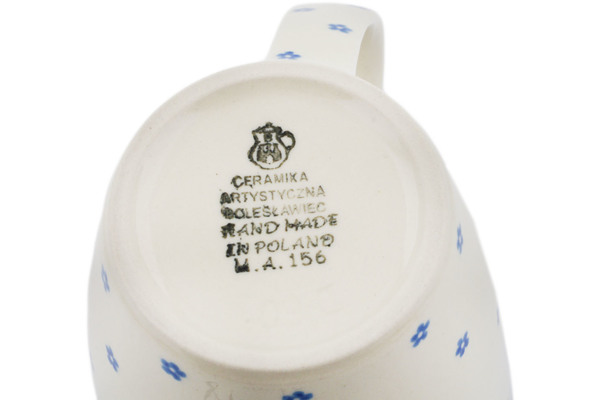 CERAMIKA
ARTYSTYCZNA
BOLESŁAWIEC
HAND MADE
IN POLAND
M.A. 156